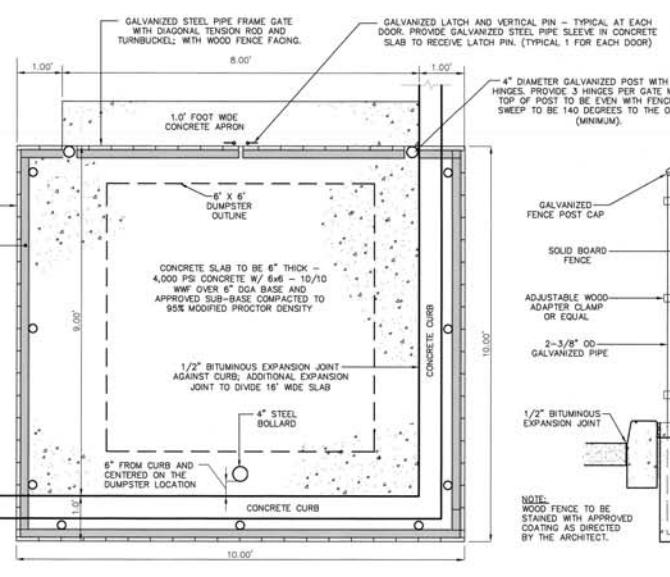 GALVANIZED STEEL PIPE FRAME GATE
WITH DIAGONAL TENSION ROD AND
TURNBUCKEL; WITH WOOD FENCE FACING.
GALVANIZED LATCH AND VERTICAL PIN - TYPICAL AT EACH
DOOR. PROVIDE GALVANIZED STEEL PIPE SLEEVE IN CONCRETE
SLAB TO RECEIVE LATCH PIN. (TYPICAL 1 FOR EACH DOOR)
1.00'
8.00'
1.00'
4" DIAMETER GALVANIZED POST WITH
HINGES. PROVIDE 3 HINGES PER GATE
TOP OF POST TO BE EVEN WITH
SWEEP TO BE 140 DEGREES TO THE
(MINIMUM).
1.0' FOOT WIDE
CONCRETE APRON
6' X 6'
DUMPSTER
OUTLINE
GALVANIZED
FENCE POST CAP
SOLID BOARD
FENCE
CONCRETE SLAB TO BE 6" THICK -
4,000 PSI CONCRETE W/ 6x6 - 10/10
WWF OVER 6" DGA BASE AND
APPROVED SUB-BASE COMPACTED TO
95% MODIFIED PROCTOR DENSITY
ADJUSTABLE WOOD
ADAPTER CLAMP
OR EQUAL
9.00'
CONCRETE CURB
10.00'
2-3/8" OD
GALVANIZED PIPE
1/2" BITUMINOUS EXPANSION JOINT
AGAINST CURB; ADDITIONAL EXPANSION
JOINT TO DIVIDE 16' WIDE SLAB
4" STEEL
BOLLARD
1/2" BITUMINOUS
EXPANSION JOINT
6" FROM CURB AND
CENTERED ON THE
DUMPSTER LOCATION
1.0'
CONCRETE CURB
NOTE:
WOOD FENCE TO BE
STAINED WITH APPROVED
COATING AS DIRECTED
BY THE ARCHITECT.
10.00'